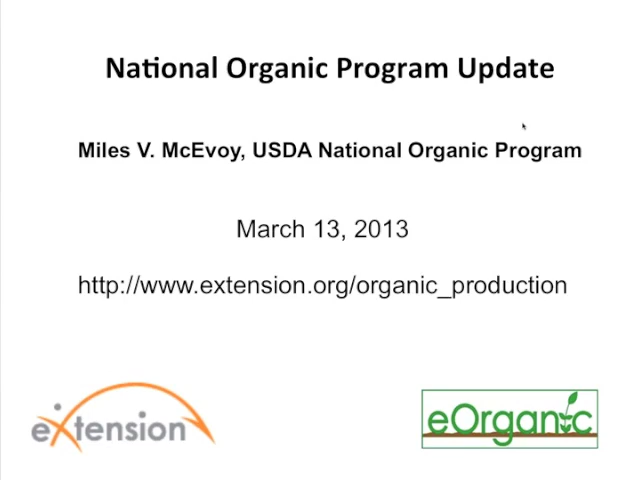 National Organic Program Update
Miles V. McEvoy, USDA National Organic Program
March 13, 2013
http://www.extension.org/organic_production
eXtension
eOrganic